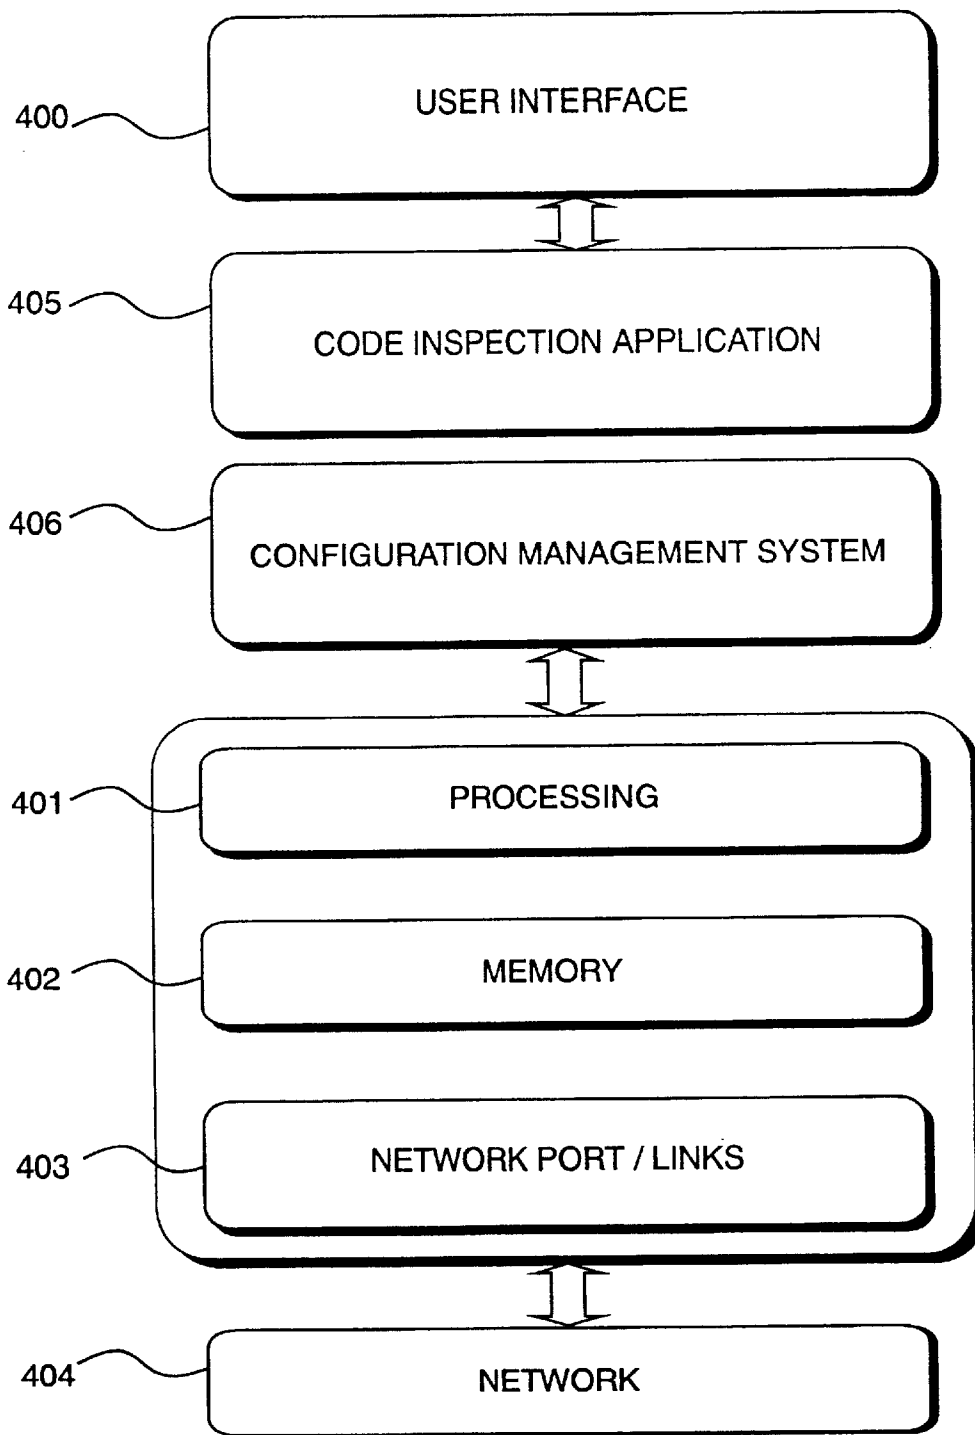 USER INTERFACE
400
405
CODE INSPECTION APPLICATION
406
CONFIGURATION MANAGEMENT SYSTEM
401
PROCESSING
402
MEMORY
403
NETWORK PORT / LINKS
404
NETWORK